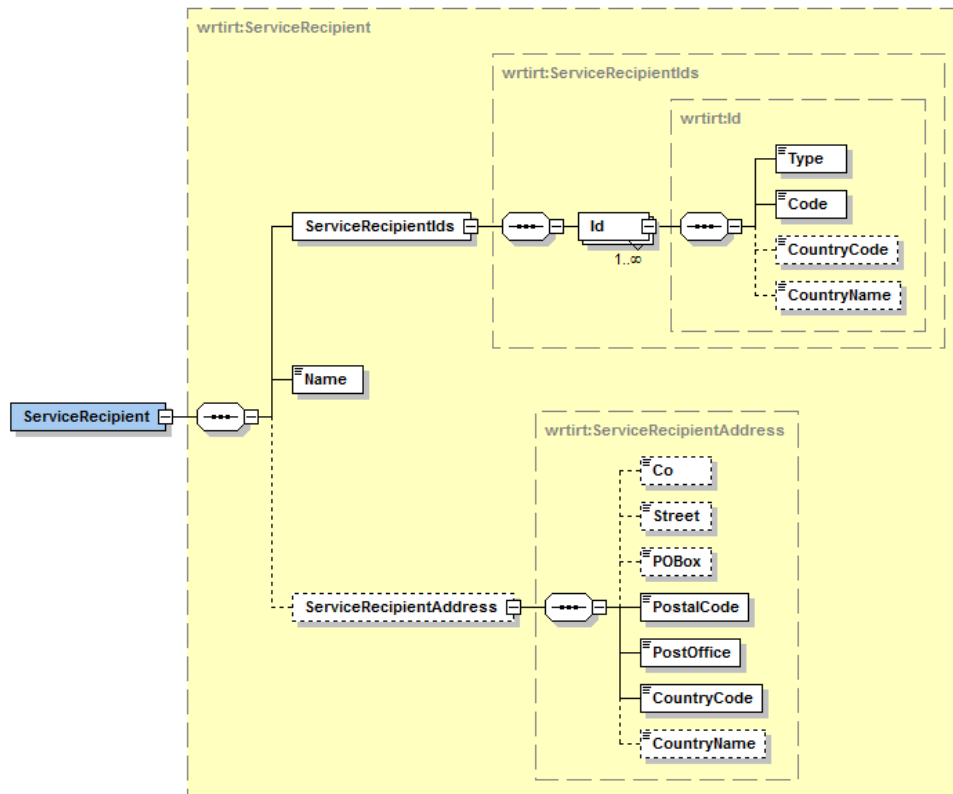 wrtirt:ServiceRecipient
wrtirt:ServiceRecipientIds
wrtirt:Id
Type
Code
ServiceRecipientIds
Id
1..∞
CountryCode
CountryName
Name
ServiceRecipient
wrtirt:ServiceRecipientAddress
Co
Street
POBox
ServiceRecipientAddress
PostalCode
PostOffice
CountryCode
CountryName